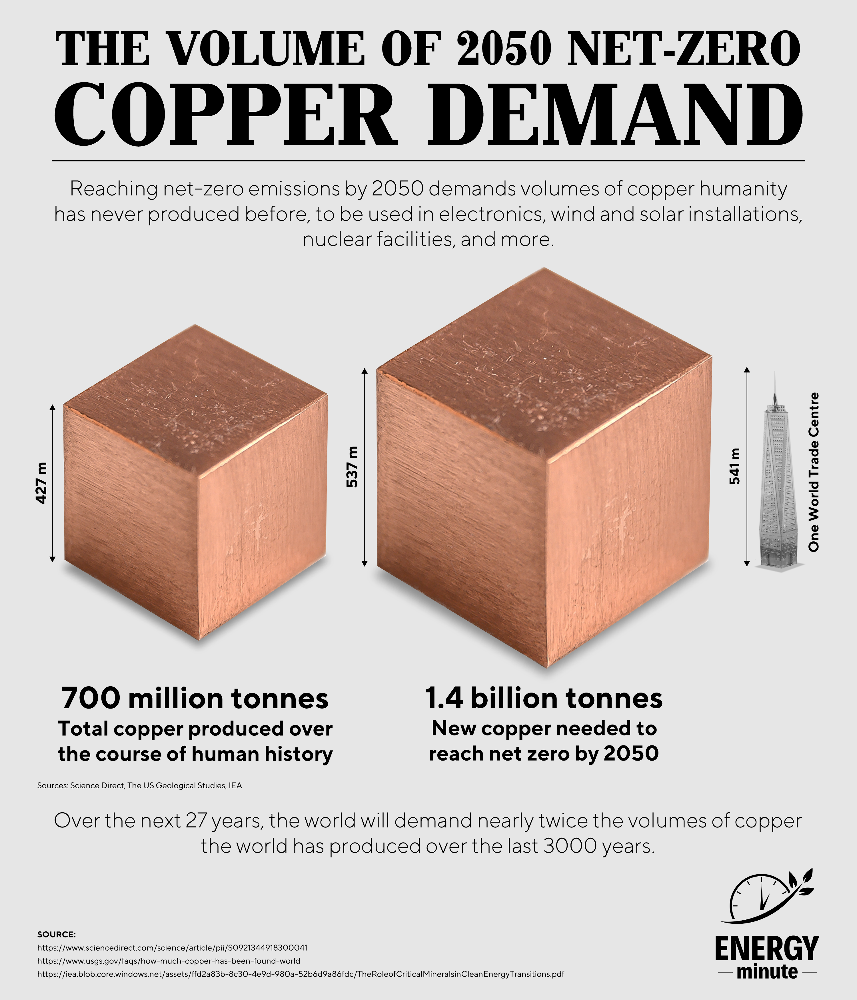 THE VOLUME OF 2050 NET-ZERO
COPPER DEMAND
Reaching net-zero emissions by 2050 demands volumes of copper humanity
has never produced before, to be used in electronics, wind and solar installations,
nuclear facilities, and more.
427 m
537 m
541 m
One World Trade Centre
700 million tonnes
Total copper produced over
the course of human history
1.4 billion tonnes
New copper needed to
reach net zero by 2050
Sources: Science Direct, The US Geological Studies, IEA
Over the next 27 years, the world will demand nearly twice the volumes of copper
the world has produced over the last 3000 years.
SOURCE:
https://www.sciencedirect.com/science/article/pii/S0921344918300041
https://www.usgs.gov/faqs/how-much-copper-has-been-found-world
https://iea.blob.core.windows.net/assets/ffd2a83b-8c30-4e9d-980a-52b6d9a86fdc/TheRoleofCriticalMineralsinCleanEnergyTransitions.pdf
ENERGY
minute